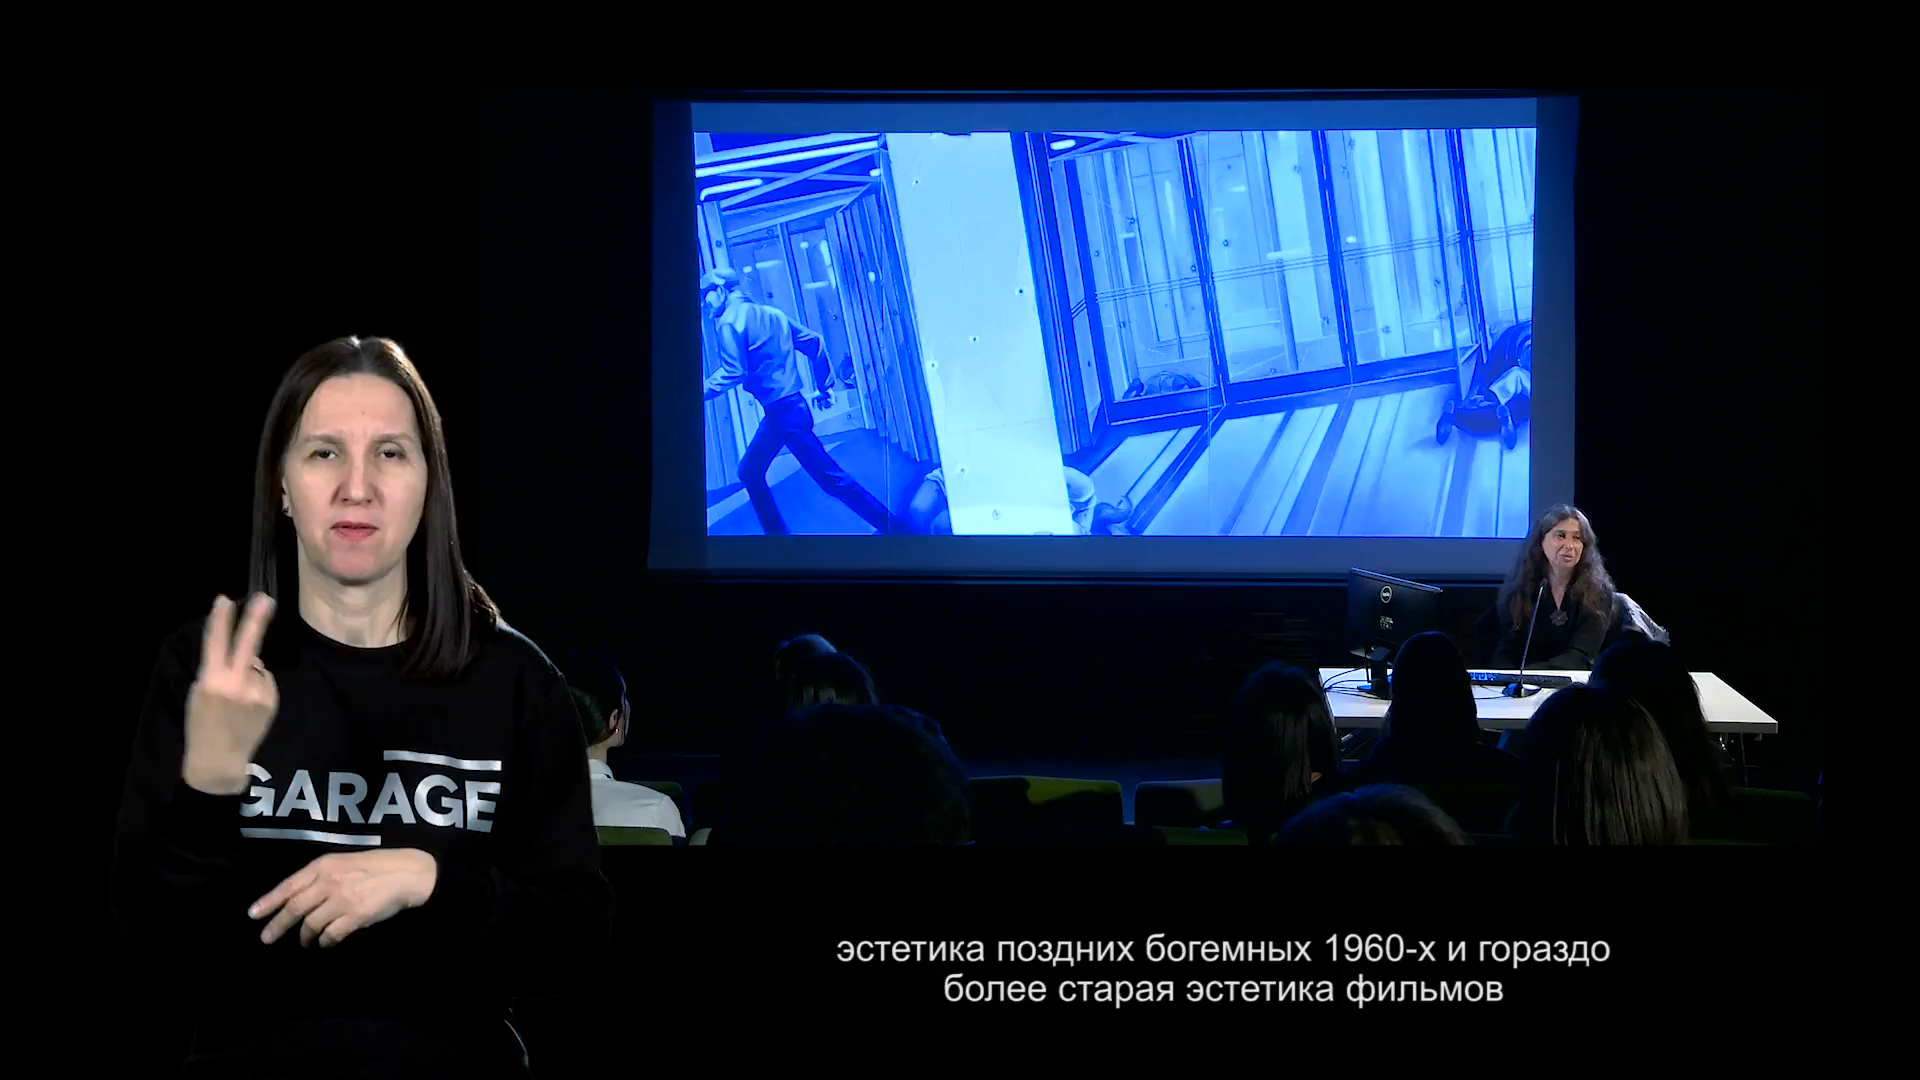 GARAGE
эстетика поздних богемных 1960-х и гораздо
более старая эстетика фильмов